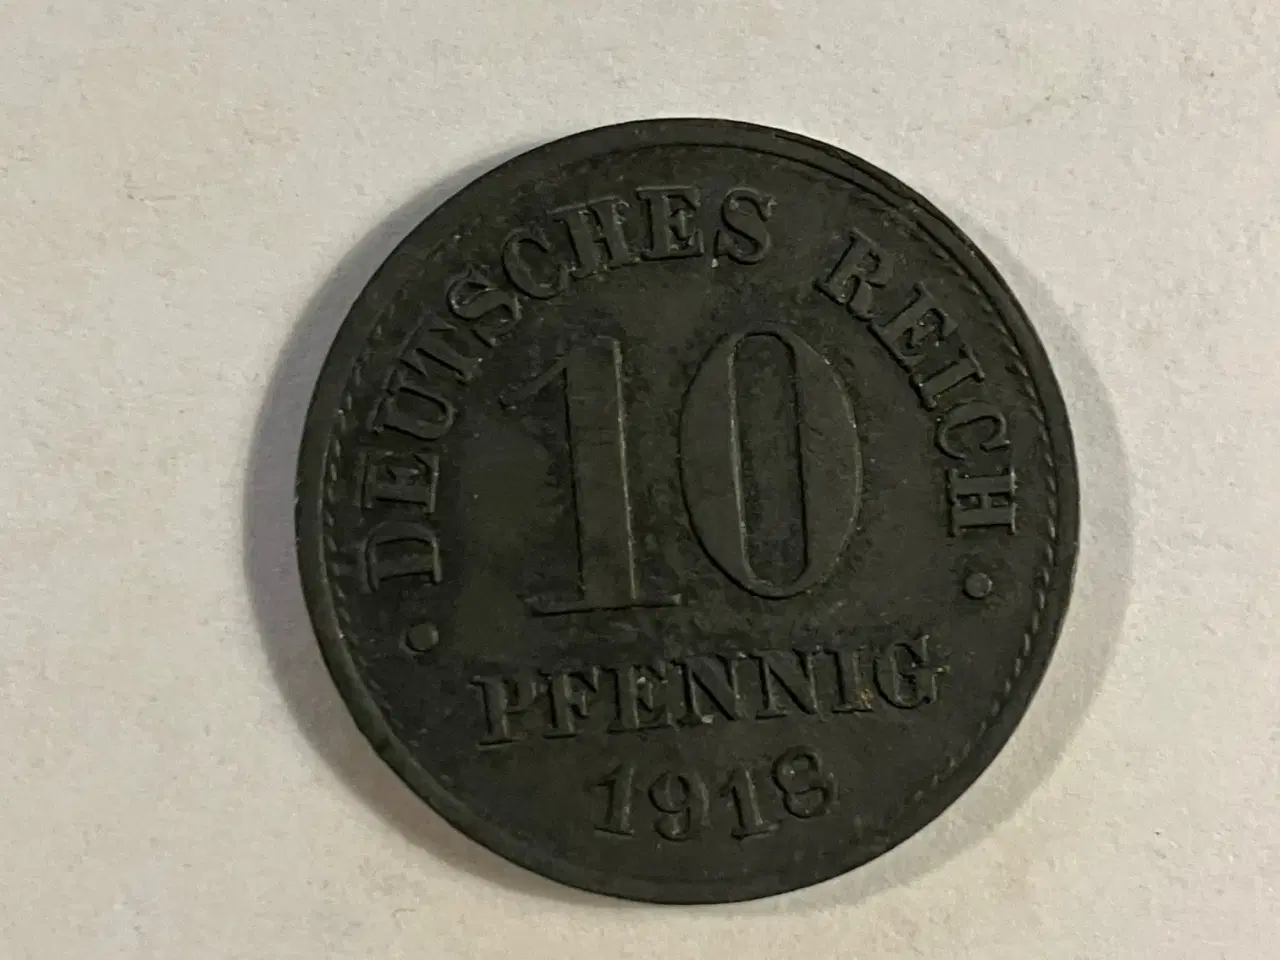 • DEUTSCHES REICH •
10
PFENNIG
1918